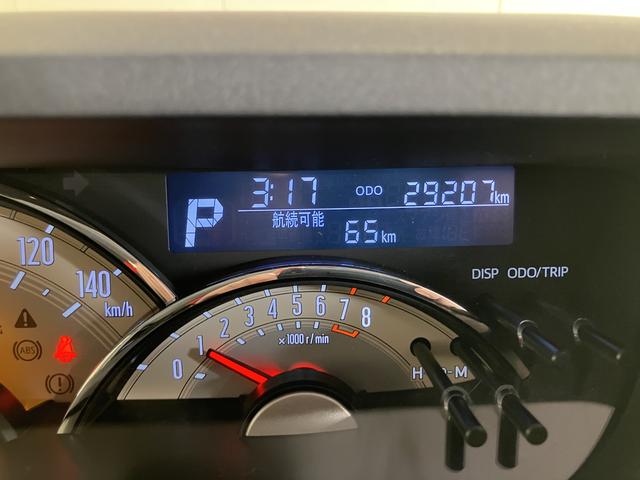 3:17 ODO 29207km
P
航続可能
65km
DISP ODO/TRIP
120
140
km/h
0 1 2 3 4 5 6 7 8
×1000 r/min
ABS